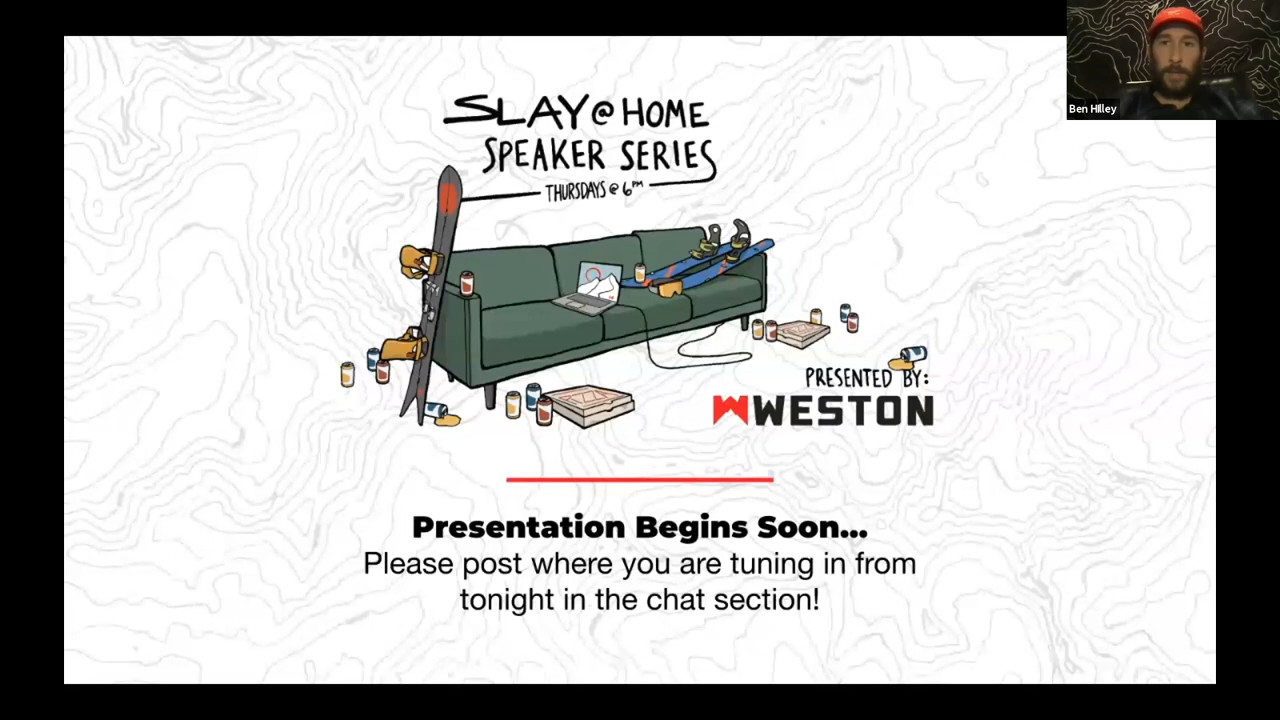 SLAY@HOME
SPEAKER SERIES
THURSDAYS @ 6PM
PRESENTED BY:
WESTON
Presentation Begins Soon...
Please post where you are tuning in from
tonight in the chat section!
Ben Hilley